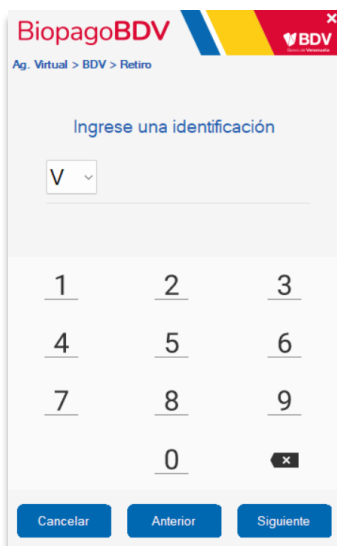 BiopagoBDV
BDV
Banco de Venezuela
Ag. Virtual > BDV > Retiro
Ingrese una identificación
V
1 2 3
4 5 6
7 8 9
0
Cancelar Anterior Siguiente